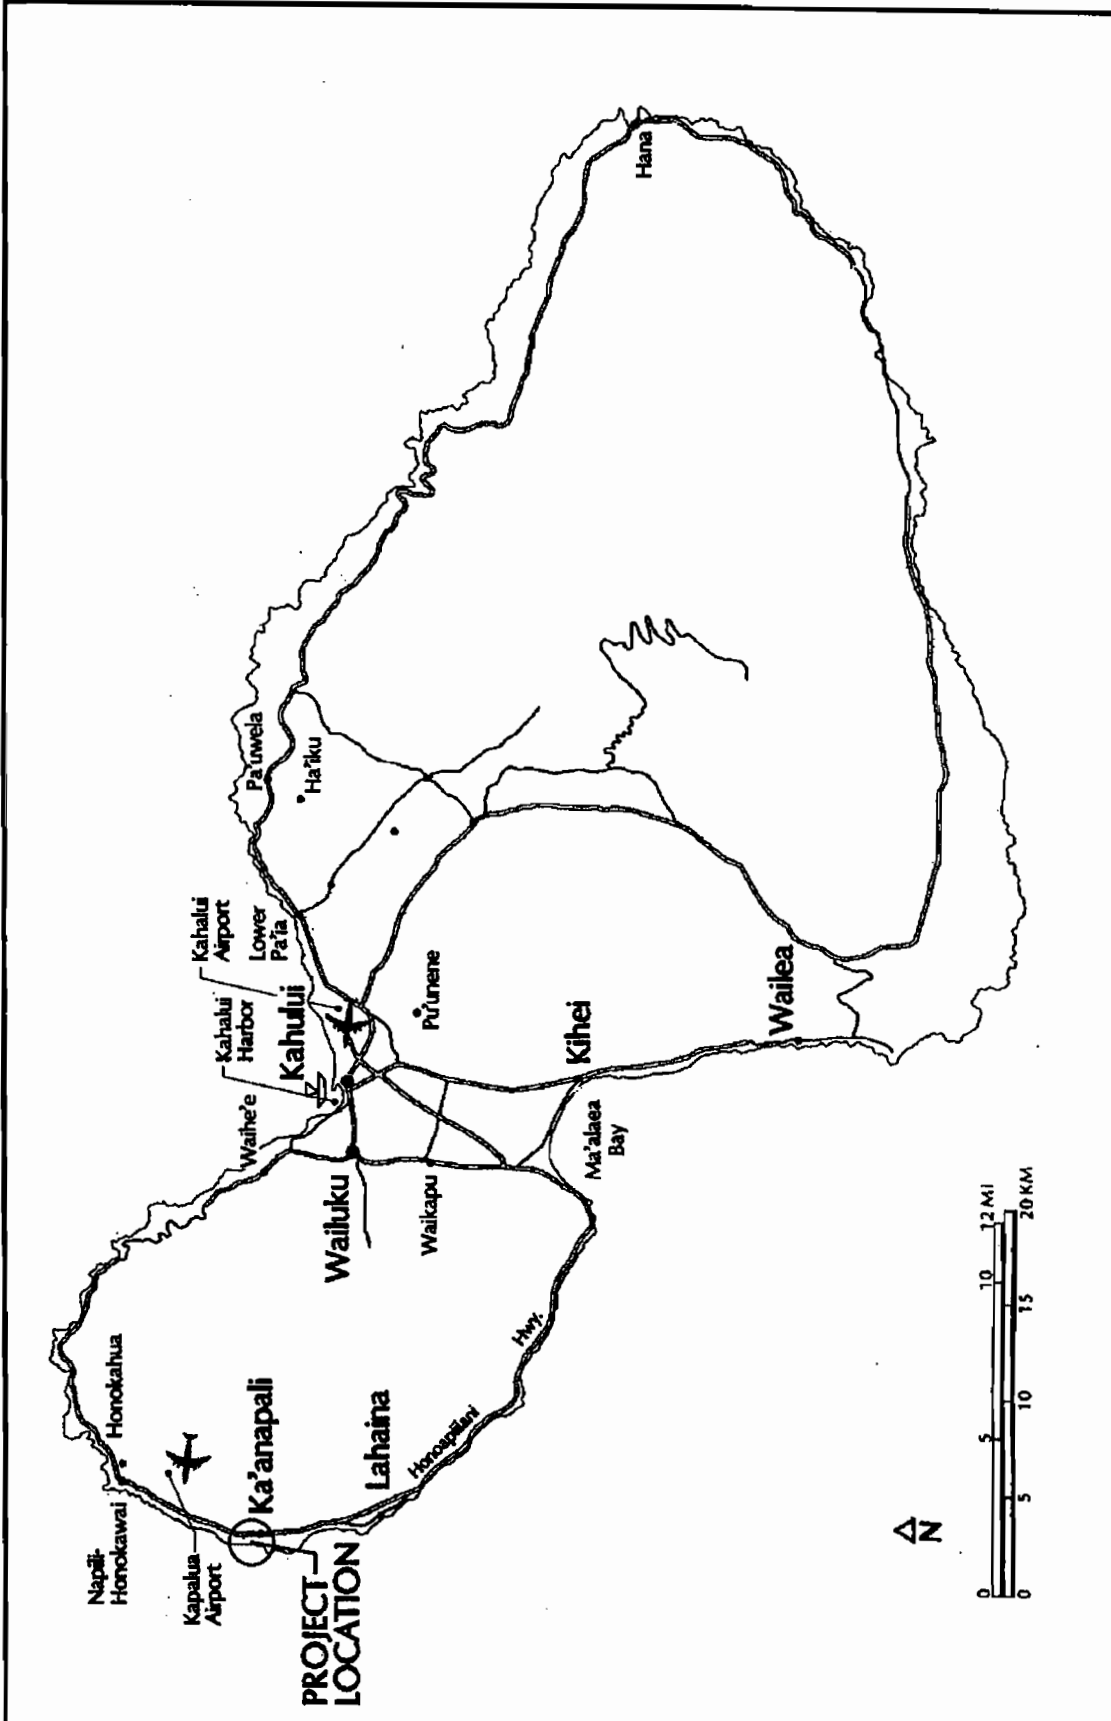 Napili-
Honokawai
Honokahua
Kapalua
Airport
Ka'anapali
PROJECT
LOCATION
Lahaina
Honoapiilani
Hwy.
Waihe'e
Wailuku
Waikapu
Kahului
Harbor
Kahului
Kahului
Airport
Lower
Pa'ia
Pa'uwela
Ha'iku
Pu'unene
Ma'alaea
Bay
Kihei
Wailea
Hana
N
0
5
10
12 MI
0
5
10
15
20 KM